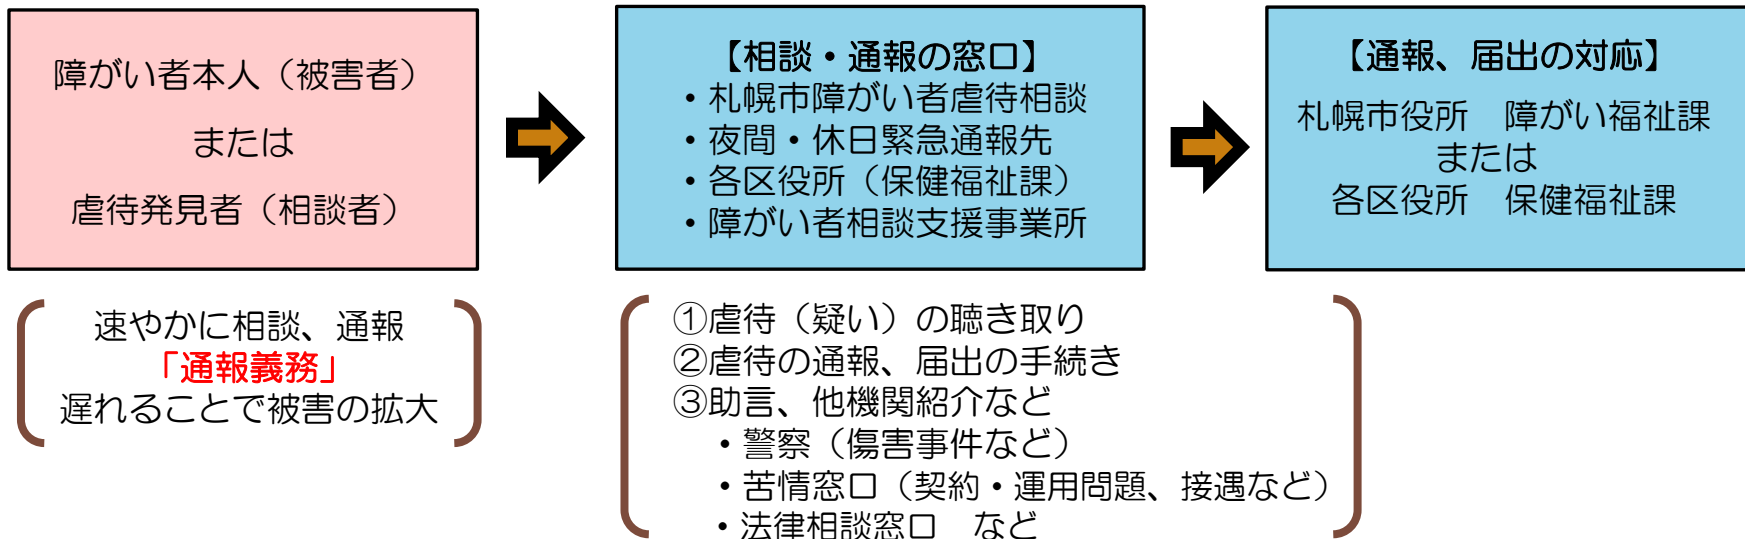 障がい者本人（被害者）
または
虐待発見者（相談者）
速やかに相談、通報
「通報義務」
遅れることで被害の拡大
【相談・通報の窓口】
・札幌市障がい者虐待相談
・夜間・休日緊急通報先
・各区役所（保健福祉課）
・障がい者相談支援事業所
①虐待（疑い）の聴き取り
②虐待の通報、届出の手続き
③助言、他機関紹介など
・警察（傷害事件など）
・苦情窓口（契約・運用問題、接遇など）
・法律相談窓口　など
【通報、届出の対応】
札幌市役所　障がい福祉課
または
各区役所　保健福祉課